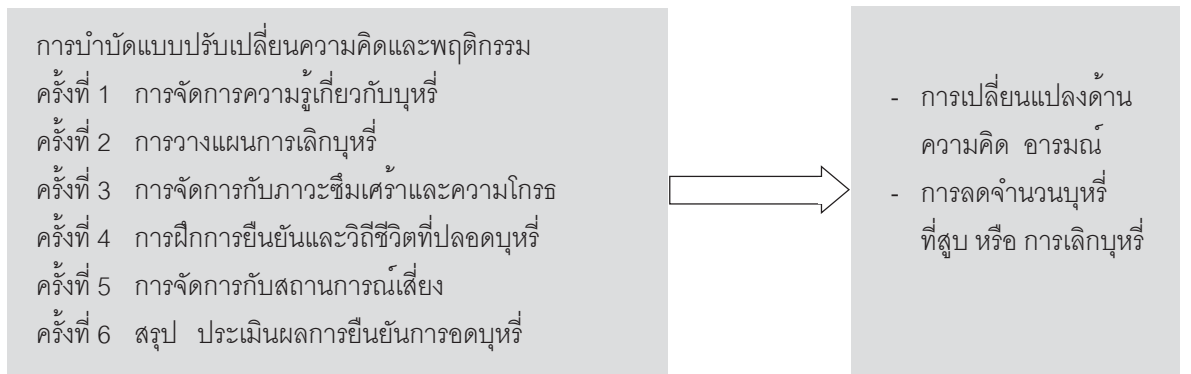 การบำบัดแบบปรับเปลี่ยนความคิดและพฤติกรรม
ครั้งที่ 1 การจัดการความรู้เกี่ยวกับบุหรี่
ครั้งที่ 2 การวางแผนการเลิกบุหรี่
ครั้งที่ 3 การจัดการกับภาวะซึมเศร้าและความโกรธ
ครั้งที่ 4 การฝึกการยืนยันและวิถีชีวิตที่ปลอดบุหรี่
ครั้งที่ 5 การจัดการกับสถานการณ์เสี่ยง
ครั้งที่ 6 สรุป ประเมินผลการยืนยันการอดบุหรี่
- การเปลี่ยนแปลงด้าน
ความคิด อารมณ์
- การลดจำนวนบุหรี่
ที่สูบ หรือ การเลิกบุหรี่